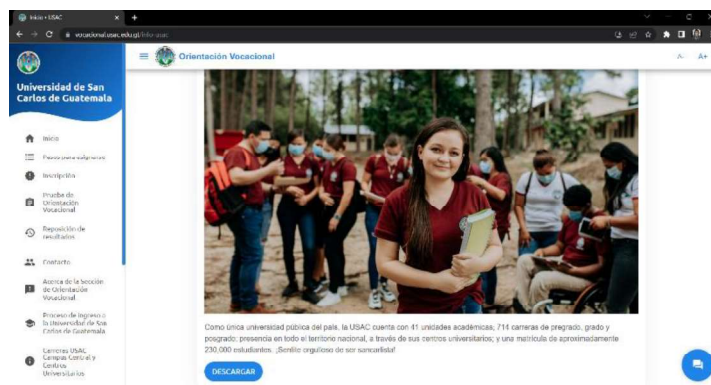 Inicio • USAC
vocacional.usac.edu.gt/info-usac
Orientación Vocacional
A-
A+
Universidad de San
Carlos de Guatemala
Inicio
Pasos para asignarse
Inscripción
Prueba de
Orientación
Vocacional
Reposición de
resultados
Contacto
Acerca de la Sección
de Orientación
Vocacional
Proceso de Ingreso a
la Universidad de San
Carlos de Guatemala
Carreras USAC
Campus Central y
Centros
Universitarios
Como única universidad pública del país, la USAC cuenta con 41 unidades académicas; 714 carreras de pregrado, grado y
posgrado; presencia en todo el territorio nacional, a través de sus centros universitarios; y una matrícula de aproximadamente
230,000 estudiantes. ¡Sentite orgulloso de ser sancarlista!
DESCARGAR